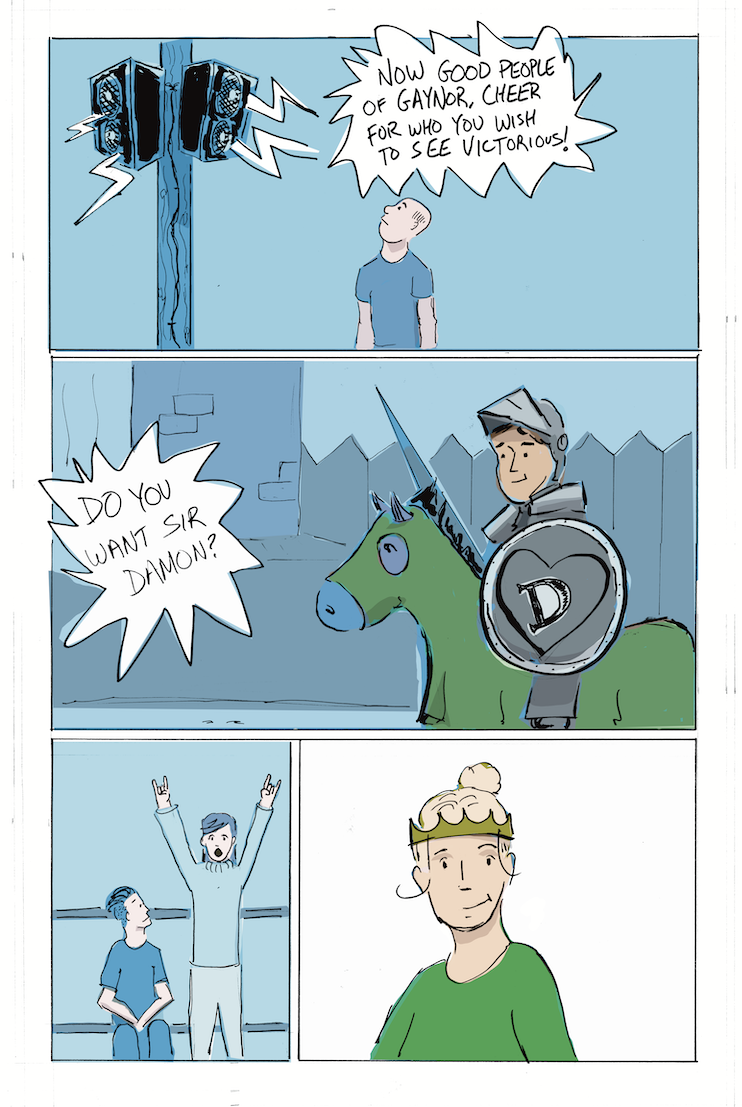 NOW GOOD PEOPLE
OF GAYNOR, CHEER
FOR WHO YOU WISH
TO SEE VICTORIOUS!
DO YOU
WANT SIR
DAMON?
D